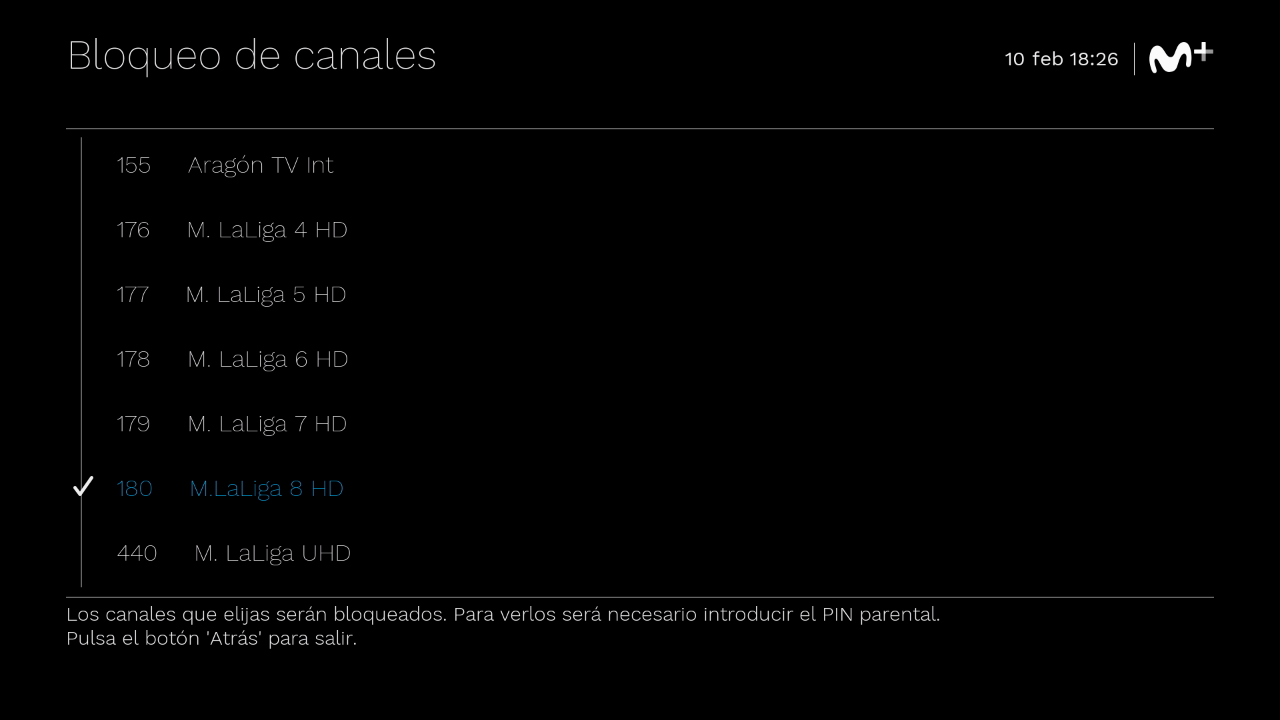 Bloqueo de canales
10 feb 18:26
M+
155 Aragón TV Int
176 M. LaLiga 4 HD
177 M. LaLiga 5 HD
178 M. LaLiga 6 HD
179 M. LaLiga 7 HD
180 M.LaLiga 8 HD
440 M. LaLiga UHD
Los canales que elijas serán bloqueados. Para verlos será necesario introducir el PIN parental.
Pulsa el botón 'Atrás' para salir.